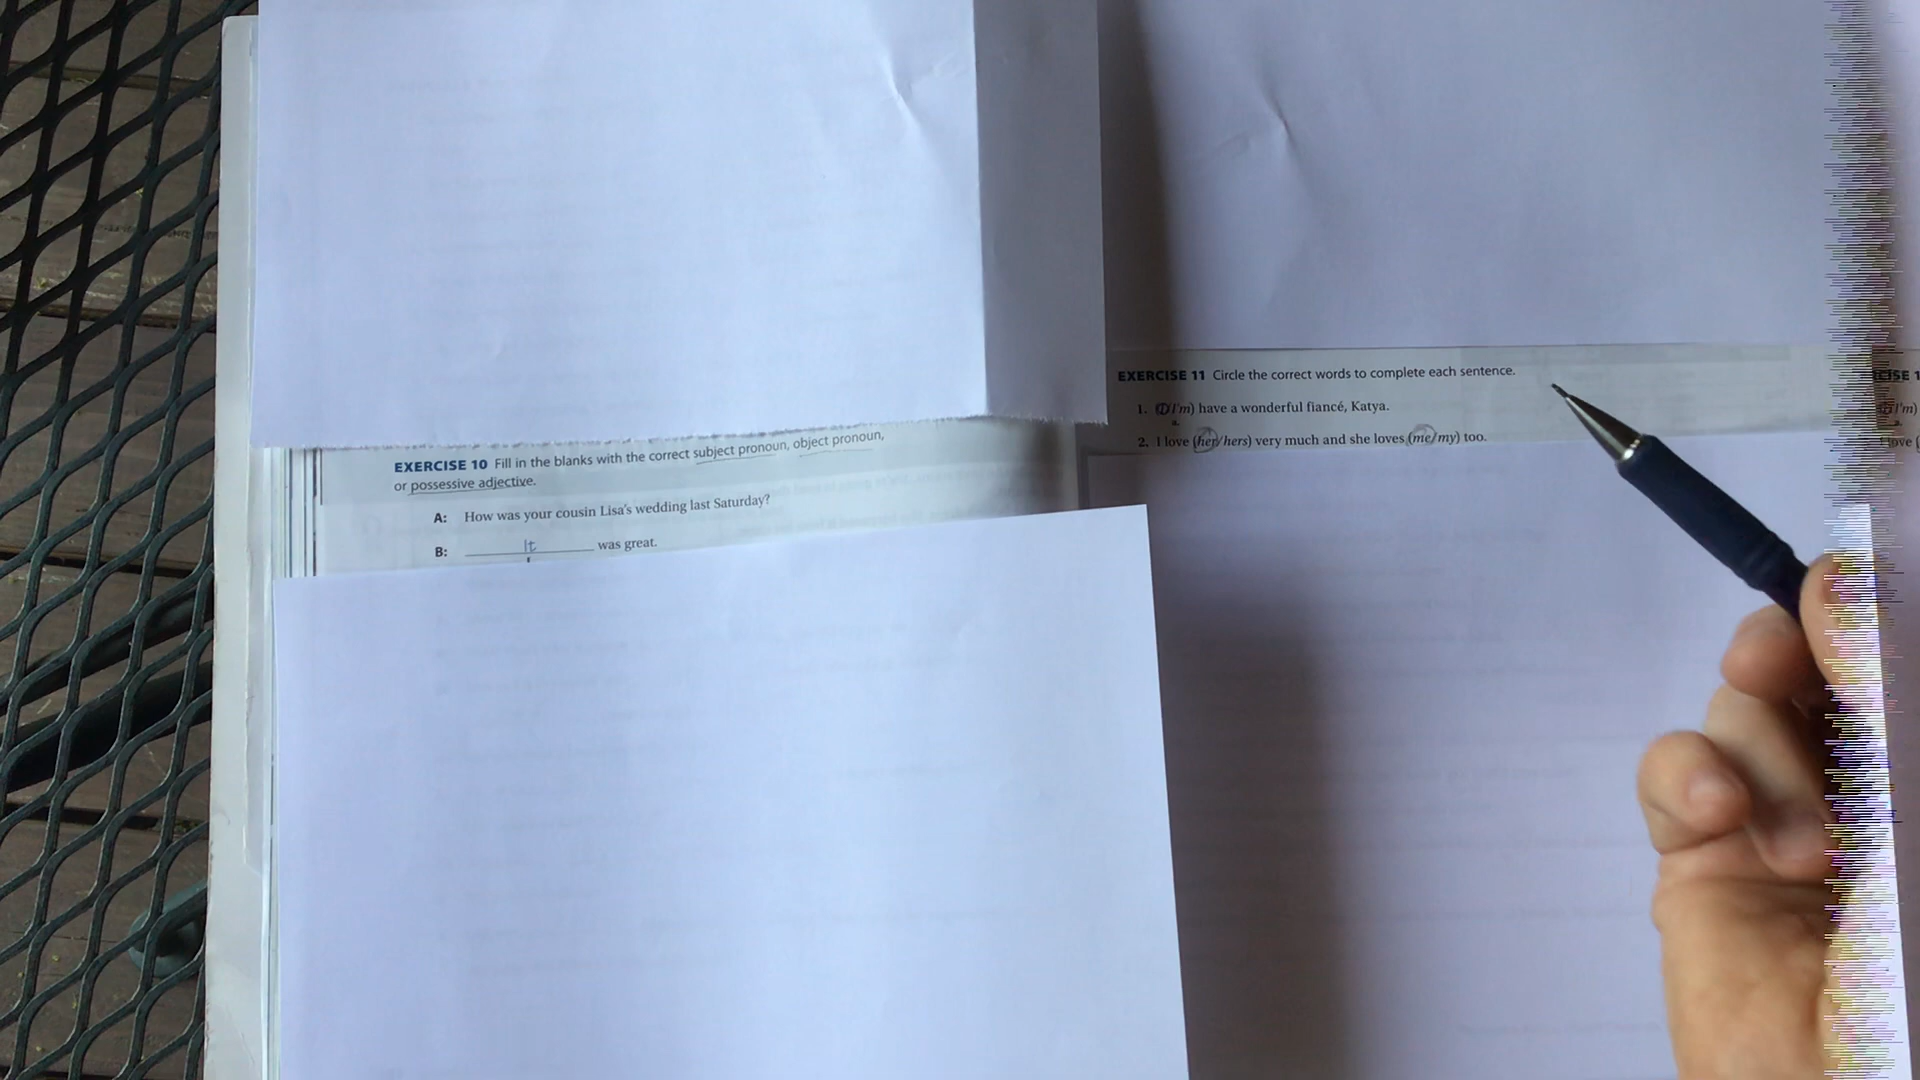 EXERCISE 10 Fill in the blanks with the correct subject pronoun, object pronoun,
or possessive adjective.
A: How was your cousin Lisa's wedding last Saturday?
B: It was great.
EXERCISE 11 Circle the correct words to complete each sentence.
1. (I/I'm) have a wonderful fiancé, Katya.
2. I love (her/hers) very much and she loves (me/my) too.